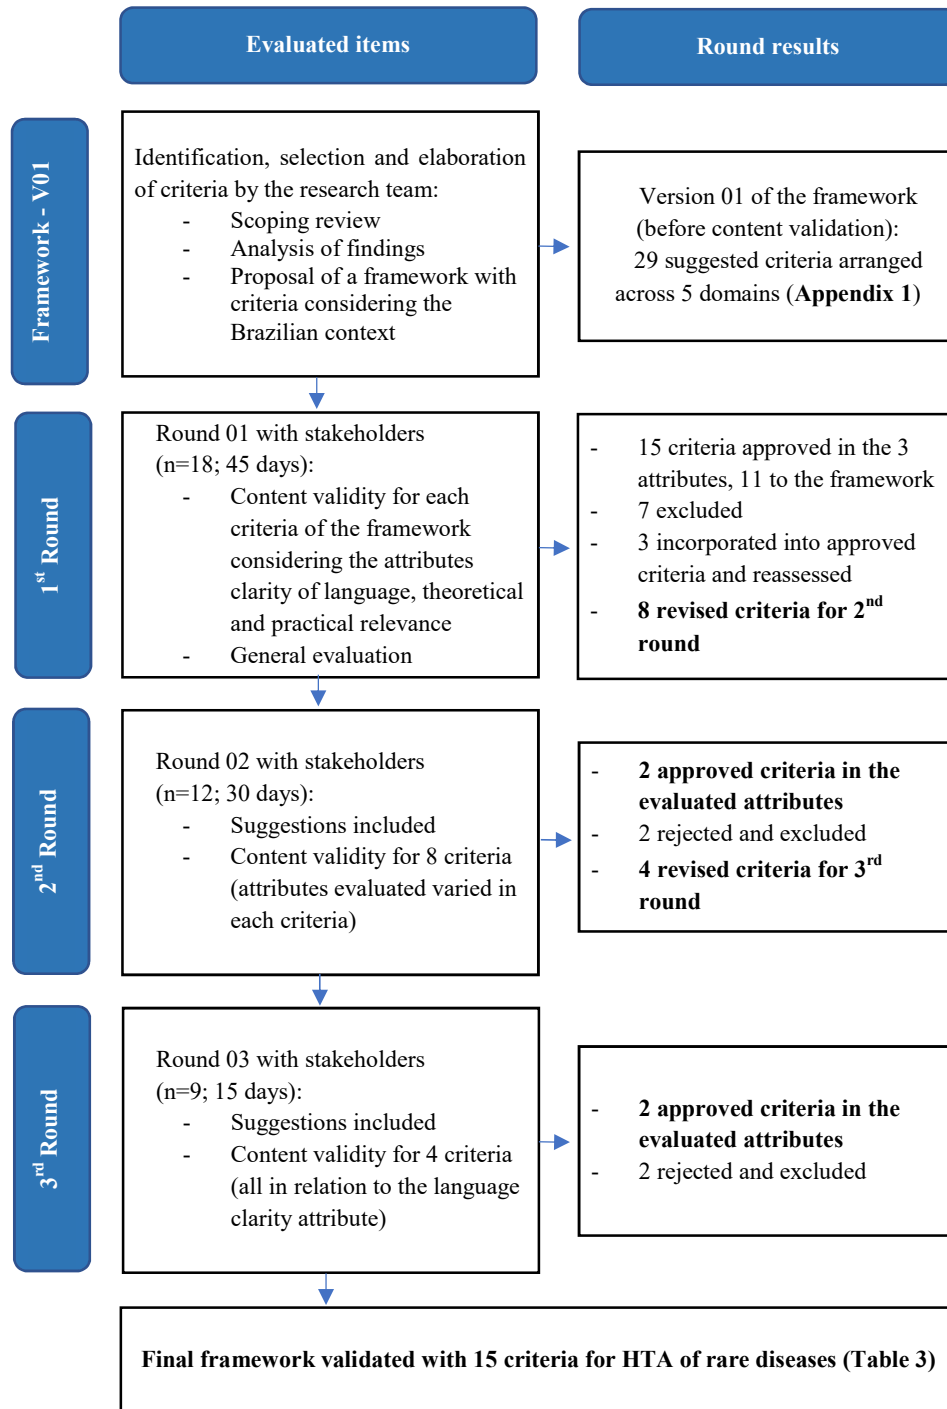 Evaluated items
Round results
Framework - V01
Identification, selection and elaboration
of criteria by the research team:
- Scoping review
- Analysis of findings
- Proposal of a framework with
criteria considering the
Brazilian context
Version 01 of the framework
(before content validation):
29 suggested criteria arranged
across 5 domains (Appendix 1)
1st Round
Round 01 with stakeholders
(n=18; 45 days):
- Content validity for each
criteria of the framework
considering the attributes
clarity of language, theoretical
and practical relevance
- General evaluation
- 15 criteria approved in the 3
attributes, 11 to the framework
- 7 excluded
- 3 incorporated into approved
criteria and reassessed
- 8 revised criteria for 2nd
round
2nd Round
Round 02 with stakeholders
(n=12; 30 days):
- Suggestions included
- Content validity for 8 criteria
(attributes evaluated varied in
each criteria)
- 2 approved criteria in the
evaluated attributes
- 2 rejected and excluded
- 4 revised criteria for 3rd
round
3rd Round
Round 03 with stakeholders
(n=9; 15 days):
- Suggestions included
- Content validity for 4 criteria
(all in relation to the language
clarity attribute)
- 2 approved criteria in the
evaluated attributes
- 2 rejected and excluded
Final framework validated with 15 criteria for HTA of rare diseases (Table 3)